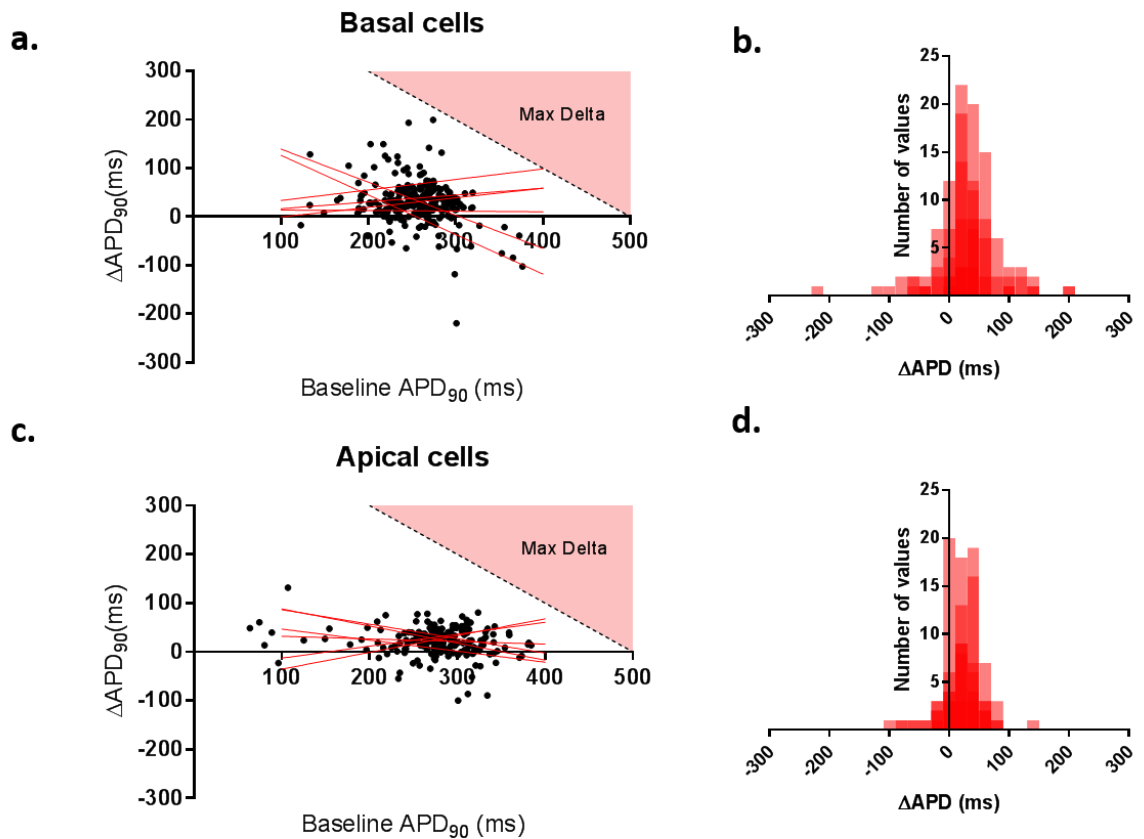 a.
Basal cells
300
200
100
0
-100
-200
-300
ΔAPD90(ms)
100 200 300 400 500
Max Delta
Baseline APD90 (ms)
b.
25
20
15
10
5
Number of values
-300 -200 -100 0 100 200 300
ΔAPD (ms)
c.
Apical cells
300
200
100
0
-100
-200
-300
ΔAPD90(ms)
100 200 300 400 500
Max Delta
Baseline APD90 (ms)
d.
25
20
15
10
5
Number of values
-300 -200 -100 0 100 200 300
ΔAPD (ms)